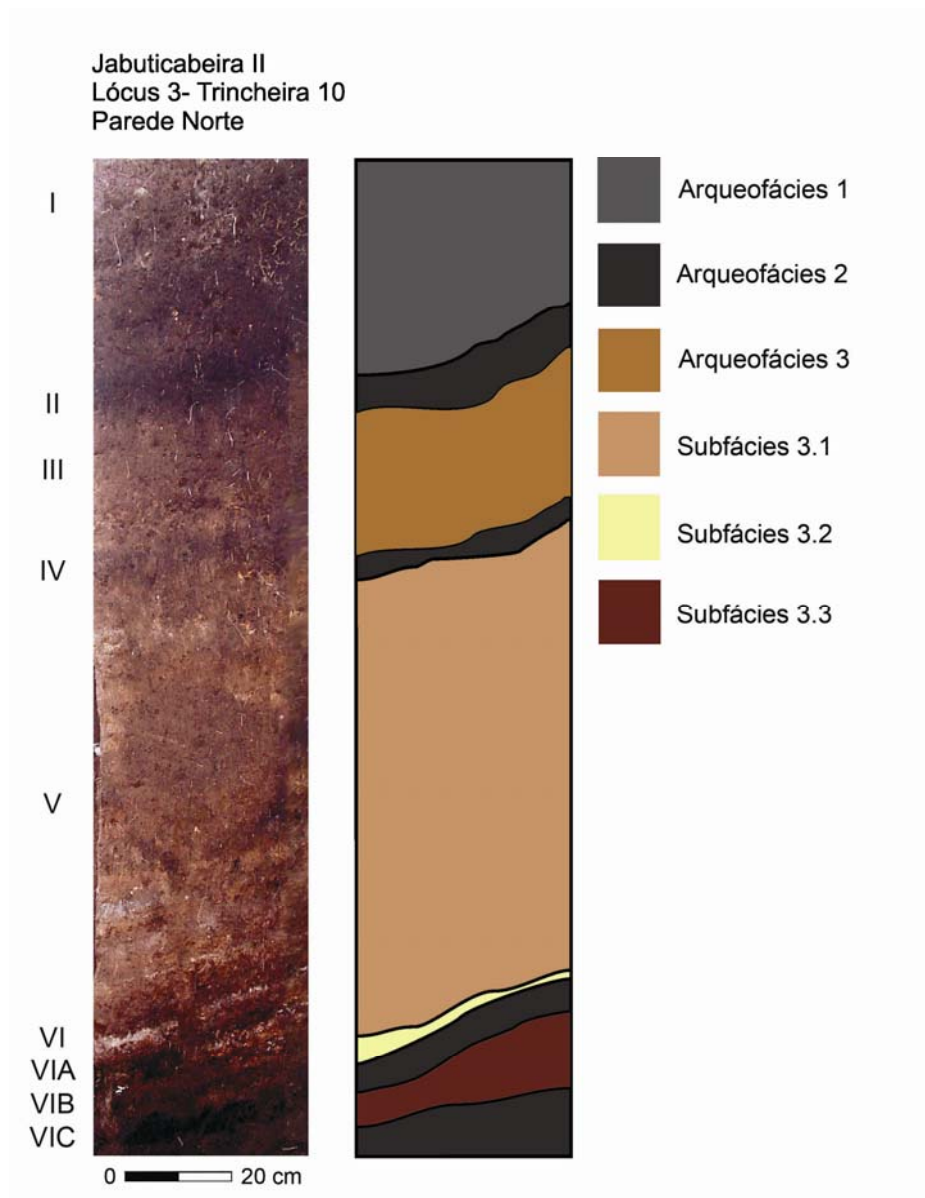 Jabuticabeira II
Lócus 3- Trincheira 10
Parede Norte
I
II
III
IV
V
VI
VIA
VIB
VIC
0 20 cm
Arqueofácies 1
Arqueofácies 2
Arqueofácies 3
Subfácies 3.1
Subfácies 3.2
Subfácies 3.3